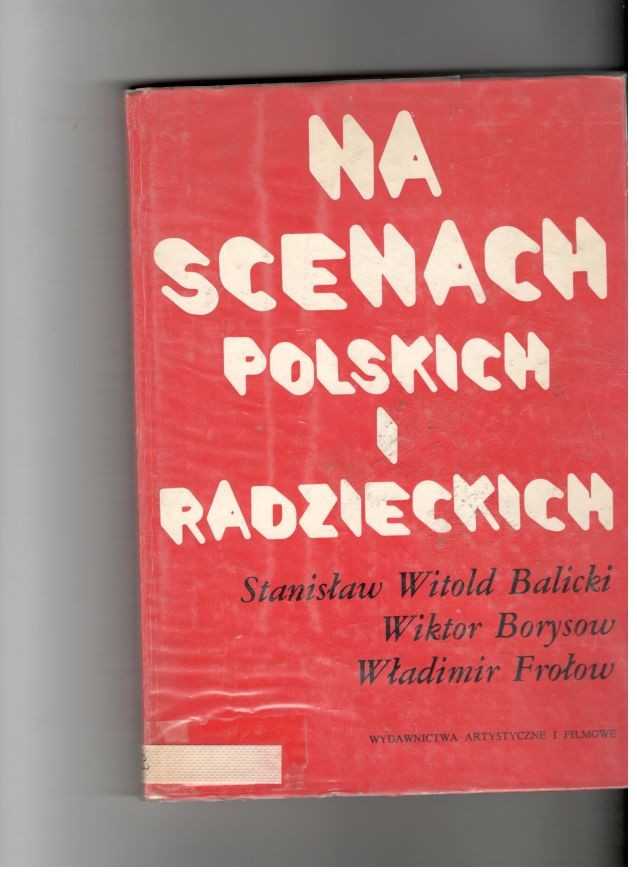 NA
SCENACH
POLSKICH
I
RADZIECKICH
Stanisław Witold Balicki
Wiktor Borysow
Władimir Frołow
WYDAWNICTWA ARTYSTYCZNE I FILMOWE